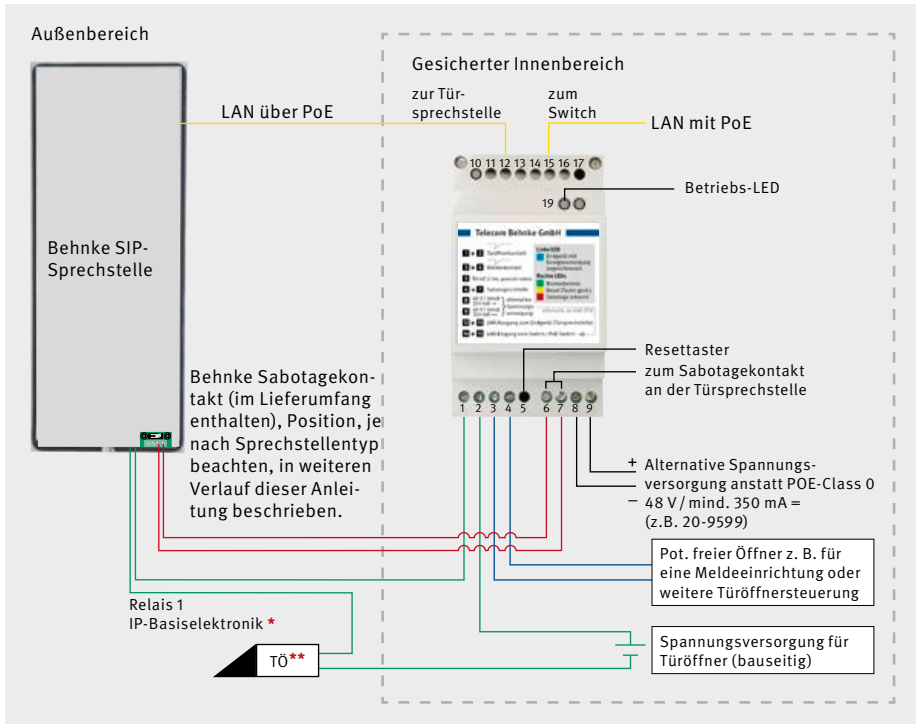 Außenbereich
Gesicherter Innenbereich
zur Tür-
sprechstelle
zum
Switch
LAN über PoE
LAN mit PoE
10 11 12 13 14 15 16 17
Betriebs-LED
19
Behnke SIP-
Sprechstelle
Telecom Behnke GmbH
Resettaster
zum Sabotagekontakt
an der Türsprechstelle
Behnke Sabotagekon-
takt (im Lieferumfang
enthalten), Position, je
nach Sprechstellentyp
beachten, in weiteren
Verlauf dieser Anlei-
tung beschrieben.
1 2 3 4 5 6 7 8 9
+ Alternative Spannungs-
versorgung anstatt POE-Class 0
– 48 V / mind. 350 mA =
(z.B. 20-9599)
Pot. freier Öffner z. B. für
eine Meldeeinrichtung oder
weitere Türöffnersteuerung
Relais 1
IP-Basiselektronik *
TÖ**
Spannungsversorgung für
Türöffner (bauseitig)